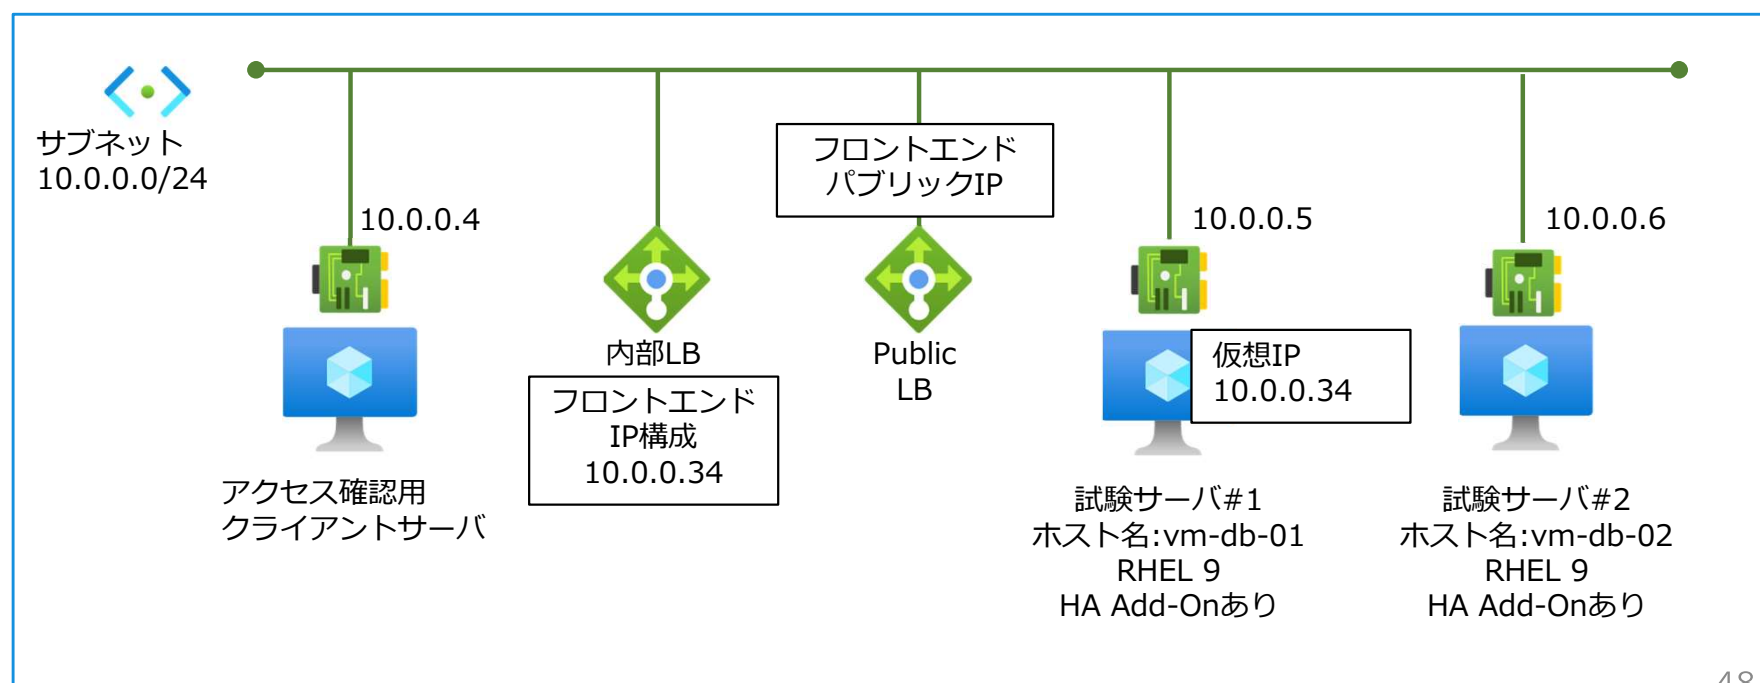 サブネット
10.0.0.0/24
10.0.0.4
アクセス確認用
クライアントサーバ
内部LB
フロントエンド
IP構成
10.0.0.34
フロントエンド
パブリックIP
Public
LB
10.0.0.5
仮想IP
10.0.0.34
試験サーバ#1
ホスト名:vm-db-01
RHEL 9
HA Add-Onあり
10.0.0.6
試験サーバ#2
ホスト名:vm-db-02
RHEL 9
HA Add-Onあり
48